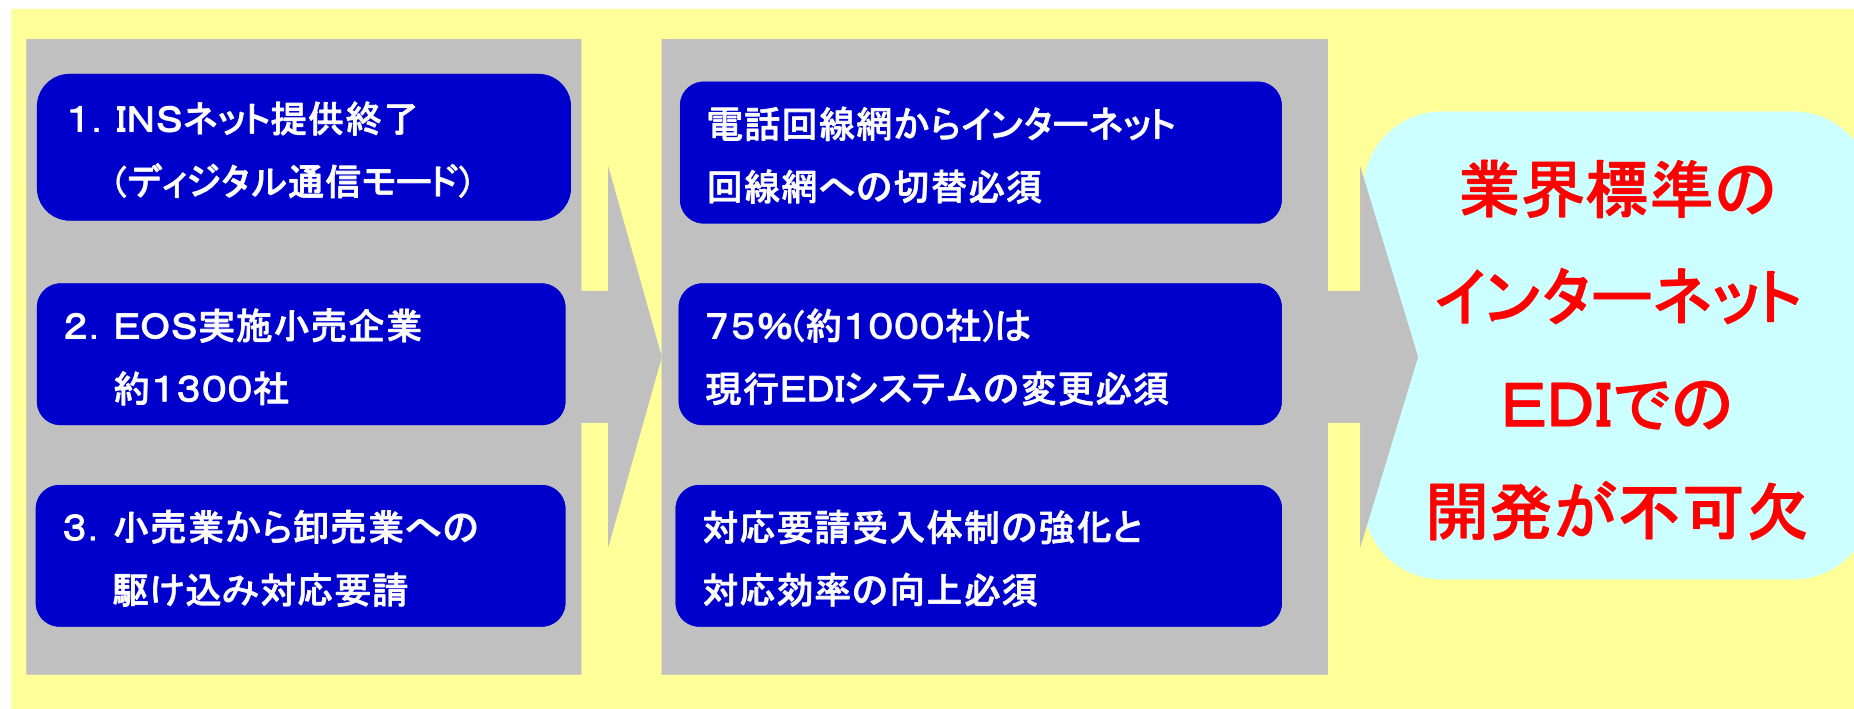 1. INSネット提供終了
(ディジタル通信モード)
2. EOS実施小売企業
約1300社
3. 小売業から卸売業への
駆け込み対応要請
電話回線網からインターネット
回線網への切替必須
75%(約1000社)は
現行EDIシステムの変更必須
対応要請受入体制の強化と
対応効率の向上必須
業界標準の
インターネット
EDIでの
開発が不可欠